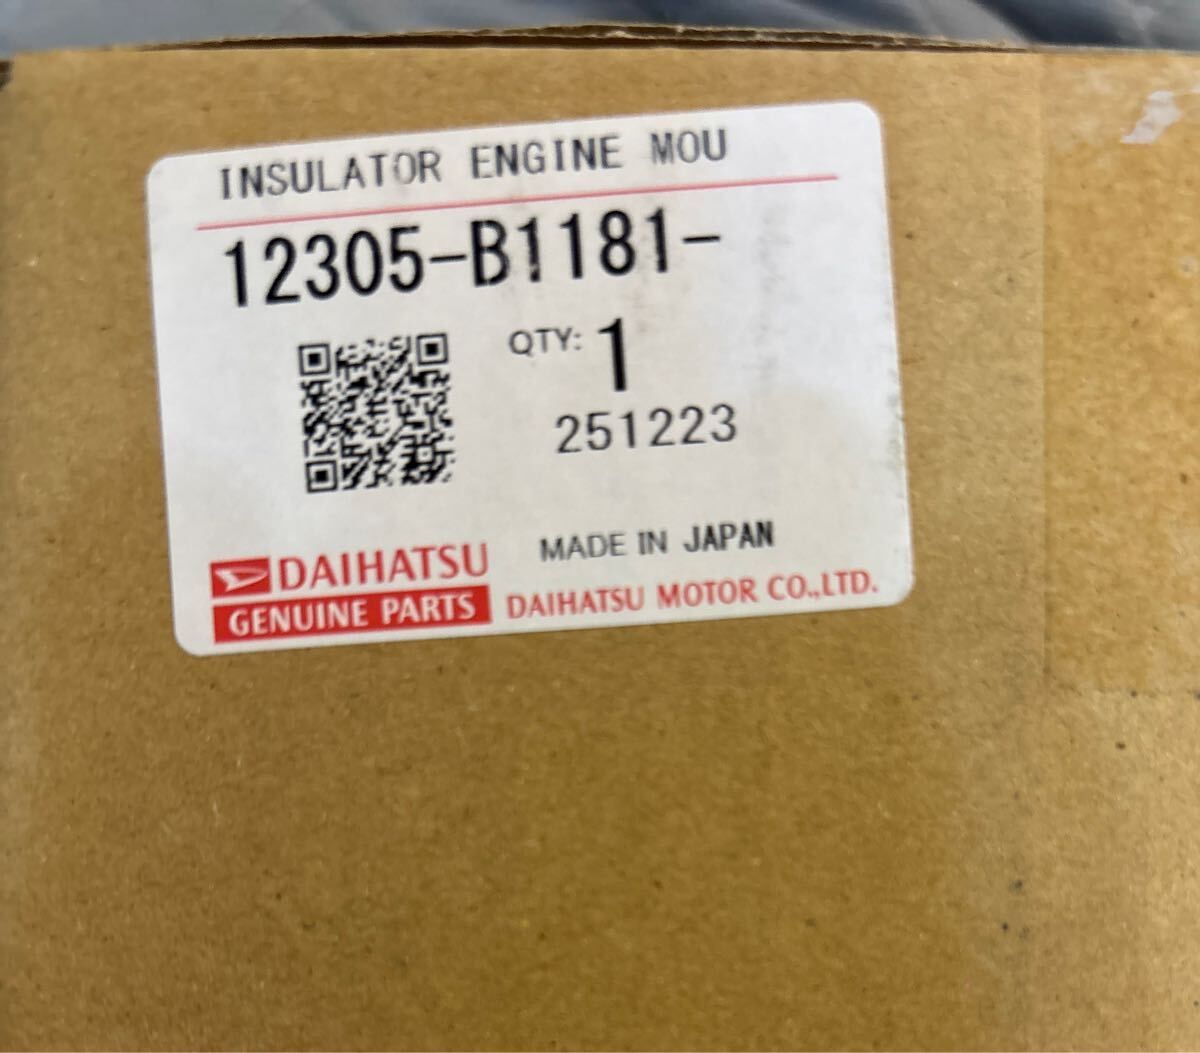 INSULATOR ENGINE MOU
12305-B1181-
QTY: 1
251223
MADE IN JAPAN
DAIHATSU
GENUINE PARTS
DAIHATSU MOTOR CO.,LTD.